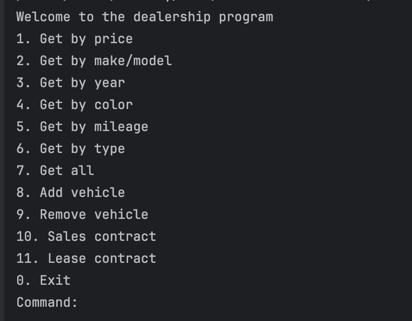 Welcome to the dealership program
1. Get by price
2. Get by make/model
3. Get by year
4. Get by color
5. Get by mileage
6. Get by type
7. Get all
8. Add vehicle
9. Remove vehicle
10. Sales contract
11. Lease contract
0. Exit
Command: